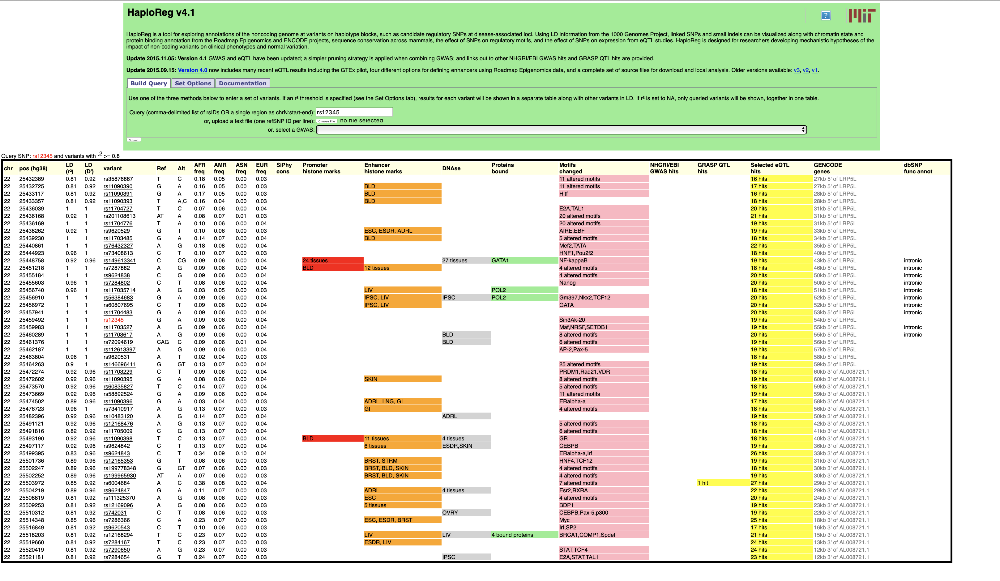 HaploReg v4.1
?
MIT
HaploReg is a tool for exploring annotations of the noncoding genome at variants on haplotype blocks, such as candidate regulatory SNPs at disease-associated loci. Using LD information from the 1000 Genomes Project, linked SNPs and small indels can be visualized along with chromatin state and
protein binding annotation from the Roadmap Epigenomics and ENCODE projects, sequence conservation across mammals, the effect of SNPs on regulatory motifs, and the effect of SNPs on expression from eQTL studies. HaploReg is designed for researchers developing mechanistic hypotheses of the
impact of non-coding variants on clinical phenotypes and normal variation.
Update 2015.11.05: Version 4.1 GWAS and eQTL have been updated; a simpler pruning strategy is applied when combining GWAS; and links out to other NHGRI/EBI GWAS hits and GRASP QTL hits are provided.
Update 2015.09.15: Version 4.0 now includes many recent eQTL results including the GTEx pilot, four different options for defining enhancers using Roadmap Epigenomics data, and a complete set of source files for download and local analysis. Older versions available: v3, v2, v1.
Build Query Set Options Documentation
Use one of the three methods below to enter a set of variants. If an r² threshold is specified (see the Set Options tab), results for each variant will be shown in a separate table along with other variants in LD. If r² is set to NA, only queried variants will be shown, together in one table.
Query (comma-delimited list of rsIDs OR a single region as chrN:start-end): rs12345
or, upload a text file (one refSNP ID per line): Choose File no file selected
or, select a GWAS:
Submit
Query SNP: rs12345 and variants with r2 >= 0.8
chr pos (hg38) LD (r²) LD (D') variant Ref Alt AFR freq AMR freq ASN freq EUR freq SiPhy cons Promoter histone marks Enhancer histone marks DNAse Proteins bound Motifs changed NHGRI/EBI GWAS hits GRASP QTL hits Selected eQTL hits GENCODE genes dbSNP func annot
22 25432389 0.81 0.92 rs35876887 T C 0.18 0.05 0.00 0.03 11 altered motifs 16 hits 27kb 5' of LRP5L
22 25432725 0.81 0.92 rs11090390 G A 0.16 0.05 0.00 0.03 BLD 11 altered motifs 17 hits 27kb 5' of LRP5L
22 25433117 0.81 0.92 rs11090391 G A 0.17 0.05 0.00 0.03 BLD Hltf 16 hits 28kb 5' of LRP5L
22 25433357 0.81 0.92 rs11090393 T A,C 0.16 0.04 0.00 0.03 BLD 18 hits 28kb 5' of LRP5L
22 25436039 1 1 rs11704727 T C 0.07 0.06 0.00 0.04 E2A,TAL1 20 hits 31kb 5' of LRP5L
22 25436168 0.92 1 rs201108613 AT A 0.08 0.07 0.01 0.03 20 altered motifs 21 hits 31kb 5' of LRP5L
22 25436169 1 1 rs11704776 T A 0.10 0.06 0.00 0.04 20 altered motifs 19 hits 31kb 5' of LRP5L
22 25438262 0.92 1 rs9620529 G T 0.10 0.06 0.00 0.03 ESC, ESDR, ADRL AIRE,EBF 19 hits 33kb 5' of LRP5L
22 25439230 1 1 rs11703485 G A 0.14 0.07 0.00 0.04 BLD 5 altered motifs 18 hits 34kb 5' of LRP5L
22 25440861 1 1 rs76432327 A G 0.18 0.08 0.00 0.04 Mef2,TATA 22 hits 35kb 5' of LRP5L
22 25444923 0.96 1 rs73408613 C T 0.10 0.07 0.00 0.03 HNF1,Pou2f2 18 hits 40kb 5' of LRP5L
22 25448758 0.92 0.96 rs149613341 C CG 0.09 0.06 0.00 0.04 24 tissues 27 tissues GATA1 NF-kappaB 19 hits 43kb 5' of LRP5L intronic
22 25451218 1 1 rs7287882 A G 0.09 0.06 0.00 0.04 BLD 12 tissues 4 altered motifs 18 hits 46kb 5' of LRP5L intronic
22 25455184 1 1 rs9624838 C G 0.09 0.06 0.00 0.04 4 altered motifs 20 hits 50kb 5' of LRP5L intronic
22 25455603 0.96 1 rs7284802 C T 0.08 0.06 0.00 0.04 Nanog 20 hits 50kb 5' of LRP5L intronic
22 25456740 0.96 1 rs117035714 A G 0.03 0.05 0.00 0.03 LIV POL2 18 hits 51kb 5' of LRP5L intronic
22 25456910 1 1 rs56384683 G A 0.09 0.06 0.00 0.04 IPSC, LIV IPSC POL2 Gm397,Nkx2,TCF12 20 hits 52kb 5' of LRP5L intronic
22 25456972 1 1 rs60807695 C T 0.09 0.06 0.00 0.04 IPSC, LIV GATA 20 hits 52kb 5' of LRP5L intronic
22 25457941 1 1 rs11704483 G A 0.09 0.06 0.00 0.04 20 hits 53kb 5' of LRP5L intronic
22 25459492 1 1 rs12345 G A 0.09 0.06 0.00 0.04 Sin3Ak-20 19 hits 54kb 5' of LRP5L
22 25459983 1 1 rs11703527 A G 0.09 0.06 0.00 0.04 Maf,NRSF,SETDB1 19 hits 55kb 5' of LRP5L intronic
22 25460289 1 1 rs11703617 A G 0.09 0.06 0.00 0.04 BLD 8 altered motifs 20 hits 55kb 5' of LRP5L intronic
22 25461376 1 1 rs72094619 CAG C 0.09 0.06 0.01 0.04 BLD 6 altered motifs 19 hits 56kb 5' of LRP5L
22 25462187 1 1 rs112613397 A G 0.09 0.06 0.00 0.04 AP-2,Pax-5 19 hits 57kb 5' of LRP5L
22 25463804 0.96 1 rs9620531 A T 0.02 0.04 0.00 0.03 18 hits 58kb 5' of LRP5L
22 25464263 0.9 1 rs146696411 G GT 0.13 0.07 0.00 0.04 25 altered motifs 19 hits 59kb 5' of LRP5L
22 25472274 0.92 0.96 rs11703229 C T 0.09 0.06 0.00 0.04 PRDM1,Rad21,VDR 18 hits 60kb 3' of AL008721.1
22 25472602 0.92 0.96 rs11090395 G A 0.08 0.06 0.00 0.04 SKIN 8 altered motifs 19 hits 60kb 3' of AL008721.1
22 25473570 0.92 0.96 rs60835827 T C 0.14 0.07 0.00 0.04 5 altered motifs 18 hits 59kb 3' of AL008721.1
22 25473669 0.92 0.96 rs58892524 G A 0.09 0.06 0.00 0.04 11 altered motifs 19 hits 59kb 3' of AL008721.1
22 25474502 0.89 0.96 rs11090396 G A 0.03 0.04 0.00 0.03 ADRL, LNG, GI ERalpha-a 17 hits 58kb 3' of AL008721.1
22 25476723 0.96 1 rs73410917 A G 0.13 0.07 0.00 0.03 GI 4 altered motifs 18 hits 56kb 3' of AL008721.1
22 25482396 0.92 0.96 rs10483120 A G 0.14 0.07 0.00 0.04 ADRL 19 hits 50kb 3' of AL008721.1
22 25491121 0.92 0.96 rs12168476 A G 0.13 0.07 0.00 0.04 5 altered motifs 18 hits 42kb 3' of AL008721.1
22 25491816 0.82 0.92 rs11705009 C G 0.13 0.07 0.00 0.04 6 altered motifs 18 hits 41kb 3' of AL008721.1
22 25493190 0.92 0.96 rs11090398 T C 0.13 0.07 0.00 0.04 BLD 11 tissues 4 tissues GR 18 hits 40kb 3' of AL008721.1
22 25497117 0.92 0.96 rs9624842 C T 0.13 0.07 0.00 0.04 6 tissues ESDR,SKIN CEBPB 19 hits 36kb 3' of AL008721.1
22 25499395 0.83 0.96 rs9624843 C T 0.34 0.09 0.10 0.04 ERalpha-a,Irf 26 hits 33kb 3' of AL008721.1
22 25501736 0.89 0.96 rs12165353 G T 0.08 0.06 0.00 0.03 BRST, STRM HNF4,TCF12 19 hits 31kb 3' of AL008721.1
22 25502247 0.89 0.96 rs199778348 G GT 0.07 0.06 0.00 0.03 BRST, BLD, SKIN 4 altered motifs 18 hits 30kb 3' of AL008721.1
22 25502252 0.89 0.96 rs199965930 AT A 0.07 0.06 0.00 0.03 BRST, BLD, SKIN 4 altered motifs 19 hits 30kb 3' of AL008721.1
22 25503972 0.85 0.92 rs6004684 A C 0.38 0.08 0.00 0.04 7 altered motifs 1 hit 27 hits 29kb 3' of AL008721.1
22 25504219 0.89 0.96 rs9624847 G A 0.11 0.07 0.00 0.03 ADRL 4 tissues Esr2,RXRA 22 hits 29kb 3' of AL008721.1
22 25508819 0.81 0.92 rs111325370 A G 0.08 0.06 0.00 0.03 ESC 4 altered motifs 20 hits 24kb 3' of AL008721.1
22 25509253 0.81 0.92 rs12169096 A G 0.08 0.06 0.00 0.03 5 tissues BDP1 19 hits 23kb 3' of AL008721.1
22 25510312 0.81 0.92 rs742031 C T 0.08 0.06 0.00 0.03 OVRY CEBPB,Pax-5,p300 19 hits 22kb 3' of AL008721.1
22 25514348 0.85 0.96 rs7286366 C A 0.23 0.07 0.00 0.03 ESC, ESDR, BRST Myc 25 hits 18kb 3' of AL008721.1
22 25516849 0.81 0.92 rs9620543 C T 0.10 0.06 0.00 0.03 Irf,SP2 17 hits 16kb 3' of AL008721.1
22 25518203 0.81 0.92 rs12168294 T C 0.23 0.07 0.00 0.03 LIV LIV 4 bound proteins BRCA1,COMP1,Spdef 21 hits 15kb 3' of AL008721.1
22 25519660 0.81 0.92 rs7284167 T C 0.23 0.07 0.00 0.03 ESDR, LIV 24 hits 13kb 3' of AL008721.1
22 25520419 0.81 0.92 rs7290650 A G 0.23 0.07 0.00 0.03 STAT,TCF4 24 hits 12kb 3' of AL008721.1
22 25521181 0.81 0.92 rs7284654 G T 0.24 0.07 0.00 0.03 IPSC E2A,STAT,TAL1 23 hits 12kb 3' of AL008721.1